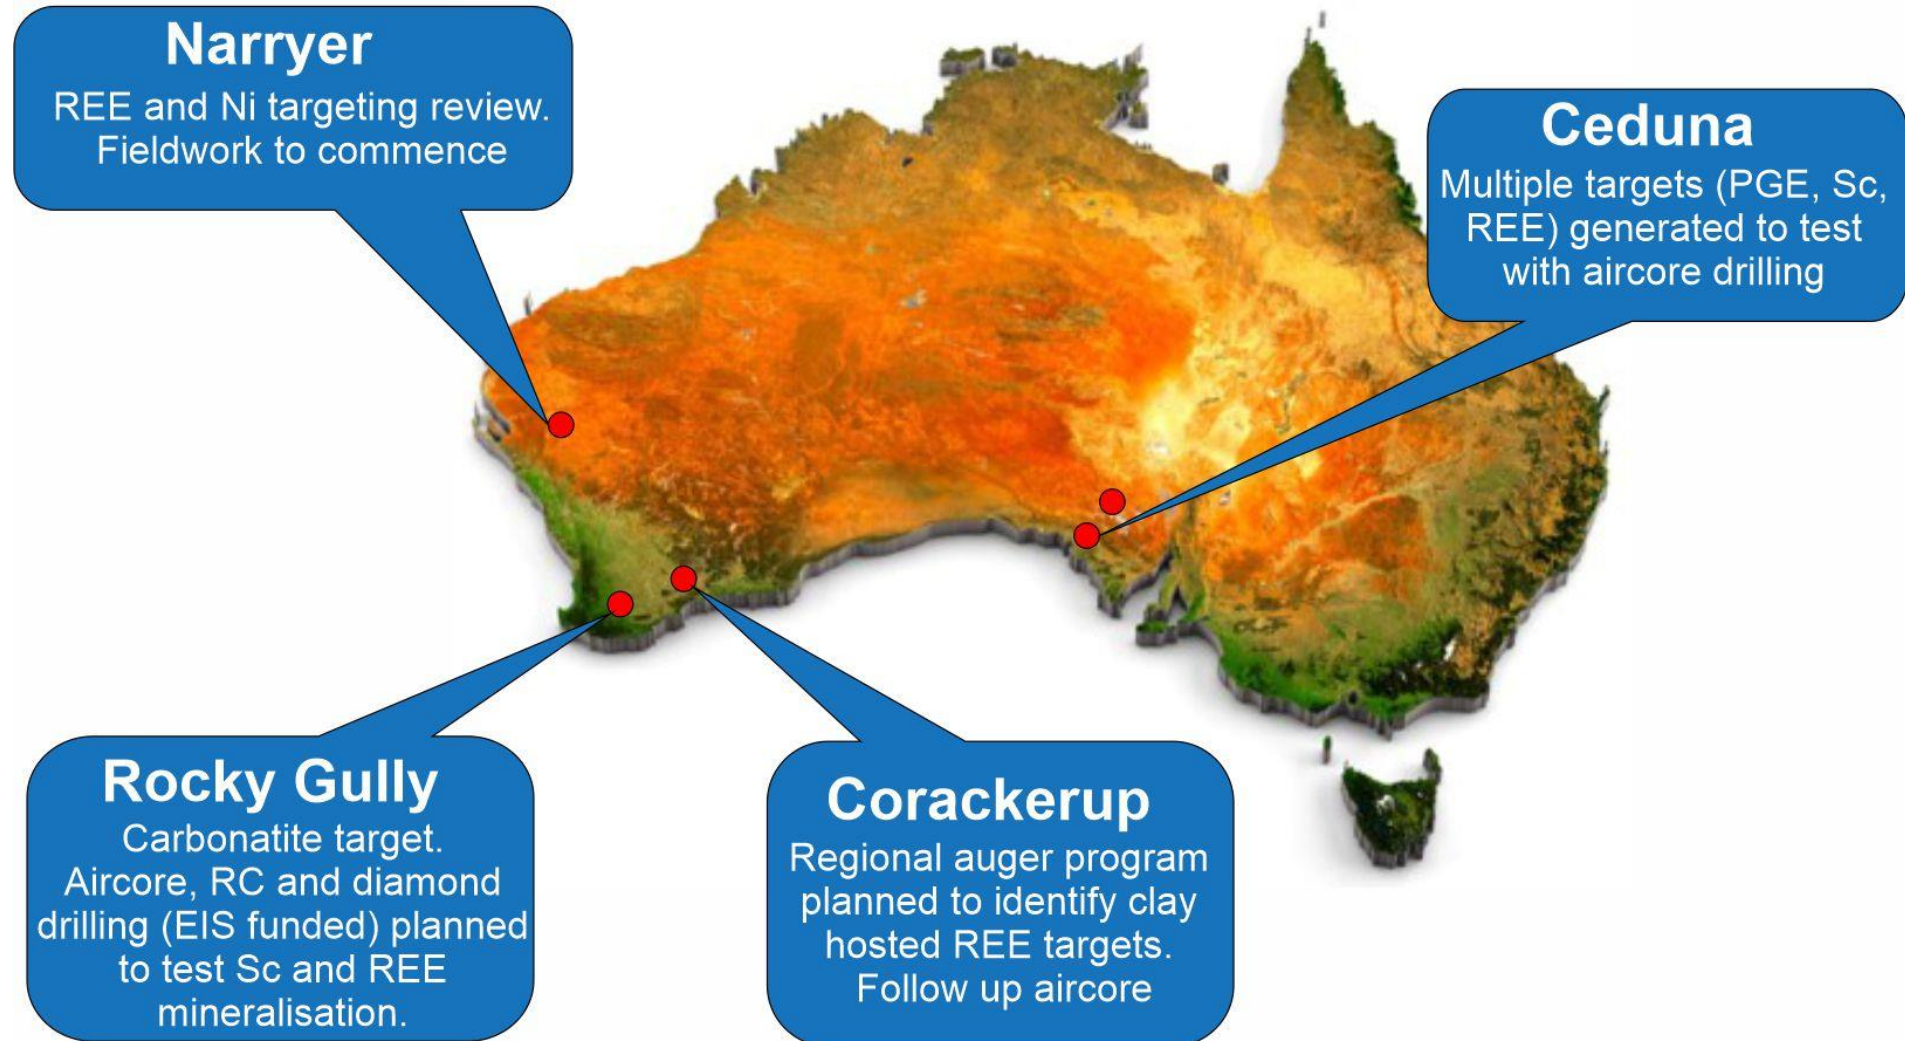 Narryer
REE and Ni targeting review.
Fieldwork to commence
Ceduna
Multiple targets (PGE, Sc,
REE) generated to test
with aircore drilling
Rocky Gully
Carbonatite target.
Aircore, RC and diamond
drilling (EIS funded) planned
to test Sc and REE
mineralisation.
Corackerup
Regional auger program
planned to identify clay
hosted REE targets.
Follow up aircore